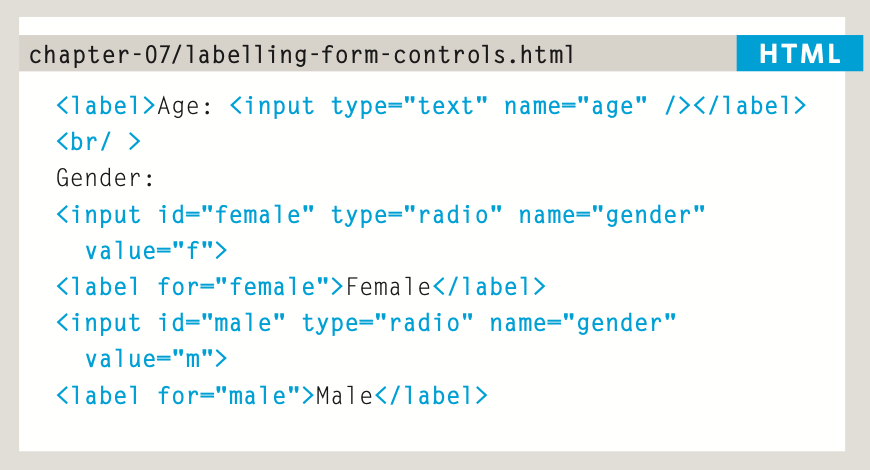 chapter-07/labelling-form-controls.html HTML
<label>Age: <input type="text" name="age" /></label>
<br/ >
Gender:
<input id="female" type="radio" name="gender"
value="f">
<label for="female">Female</label>
<input id="male" type="radio" name="gender"
value="m">
<label for="male">Male</label>